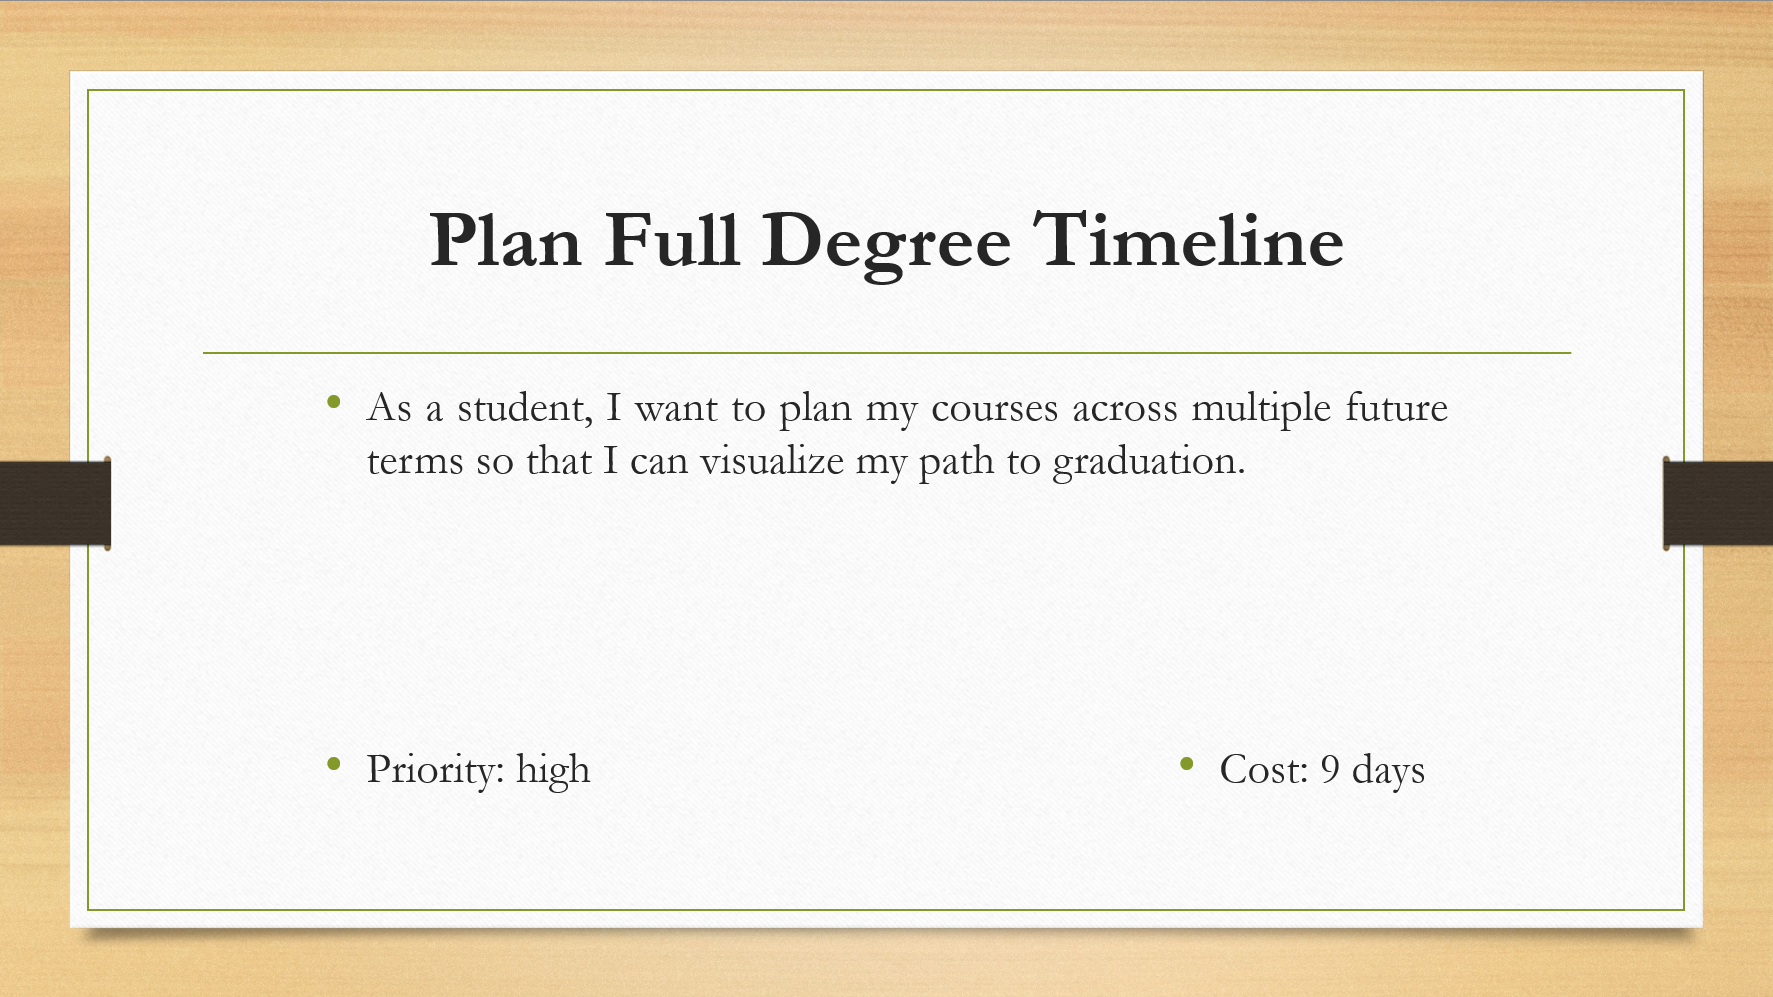 Plan Full Degree Timeline
• As a student, I want to plan my courses across multiple future
terms so that I can visualize my path to graduation.
• Priority: high
• Cost: 9 days